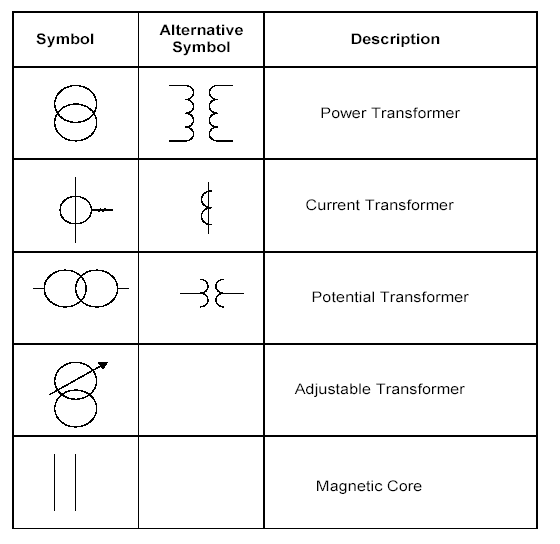 Symbol
Alternative
Symbol
Description
Power Transformer
Current Transformer
Potential Transformer
Adjustable Transformer
Magnetic Core